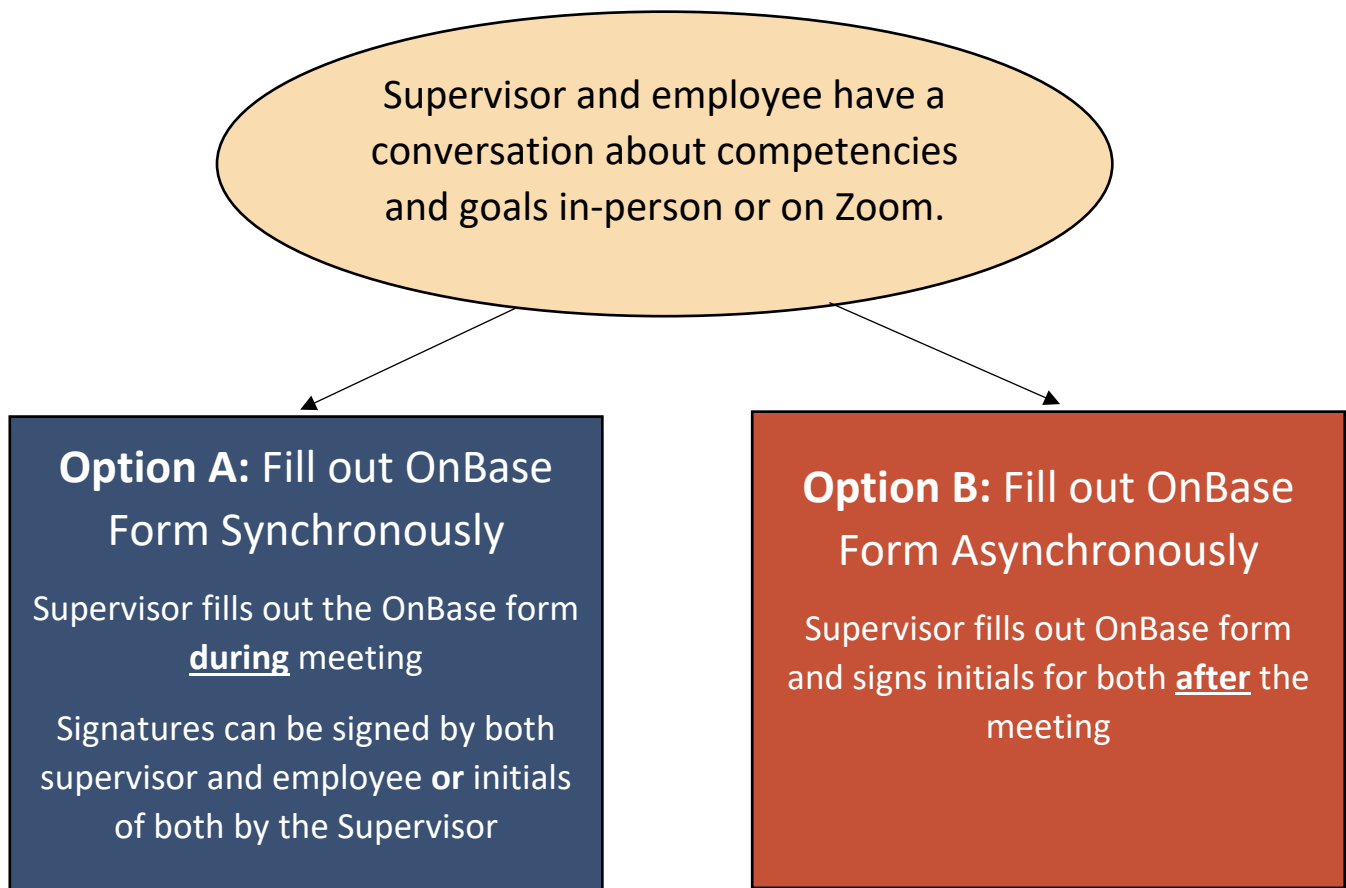 Supervisor and employee have a
conversation about competencies
and goals in-person or on Zoom.
Option A: Fill out OnBase
Form Synchronously
Supervisor fills out the OnBase form
during meeting
Signatures can be signed by both
supervisor and employee or initials
of both by the Supervisor
Option B: Fill out OnBase
Form Asynchronously
Supervisor fills out OnBase form
and signs initials for both after the
meeting